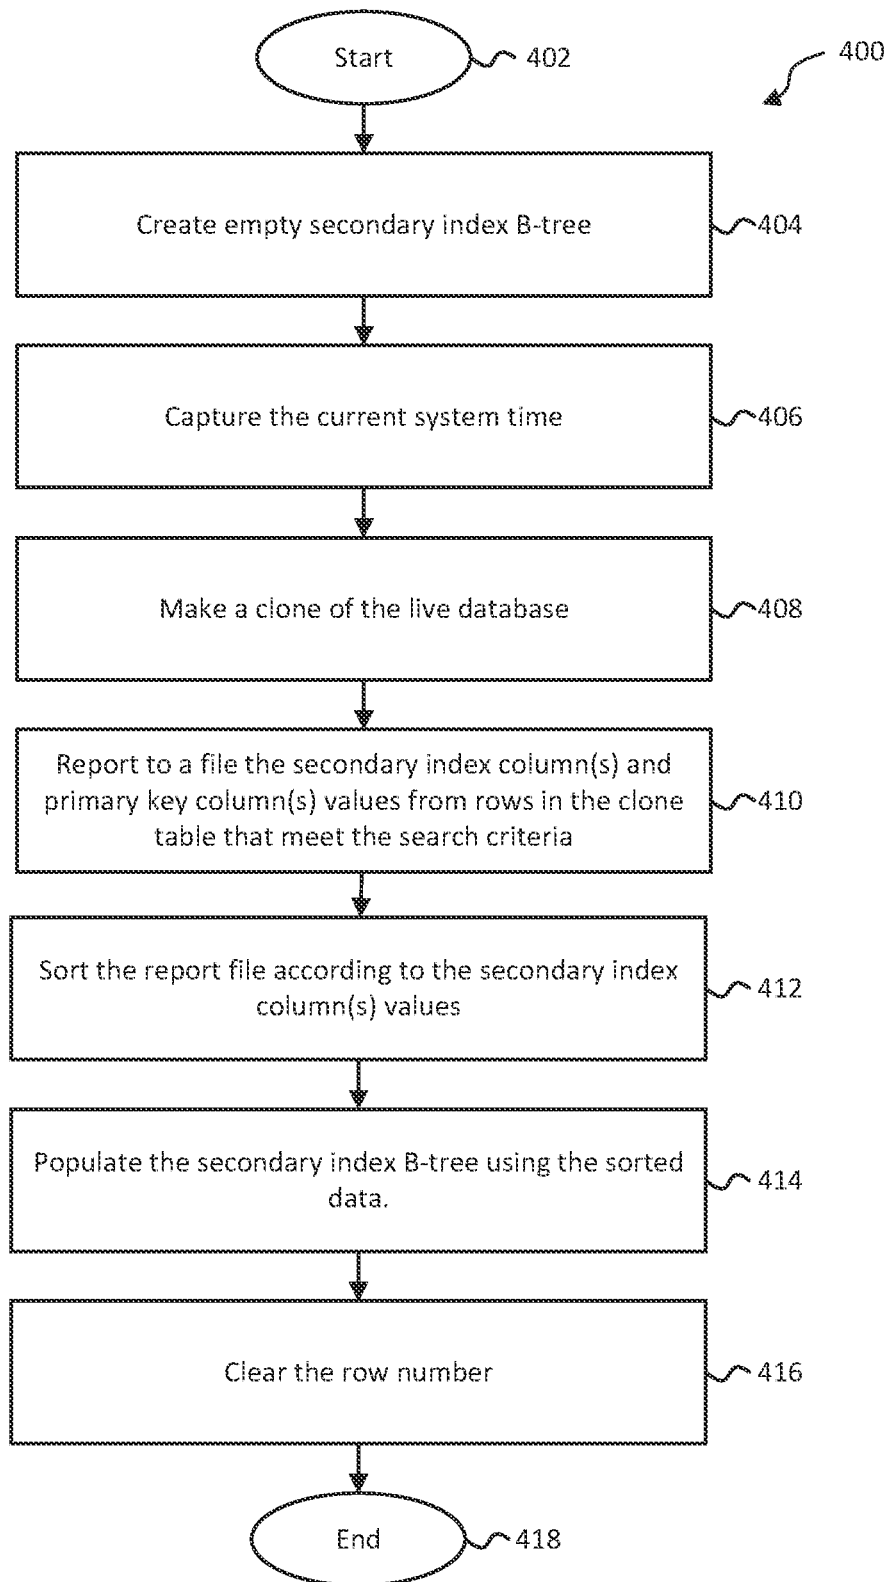 Start
402
400
Create empty secondary index B-tree
404
Capture the current system time
406
Make a clone of the live database
408
Report to a file the secondary index column(s) and
primary key column(s) values from rows in the clone
table that meet the search criteria
410
Sort the report file according to the secondary index
column(s) values
412
Populate the secondary index B-tree using the sorted
data.
414
Clear the row number
416
End
418